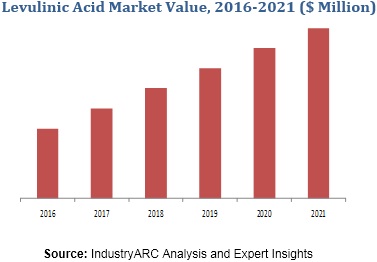 Levulinic Acid Market Value, 2016-2021 ($ Million)
2016 2017 2018 2019 2020 2021
Source: IndustryARC Analysis and Expert Insights